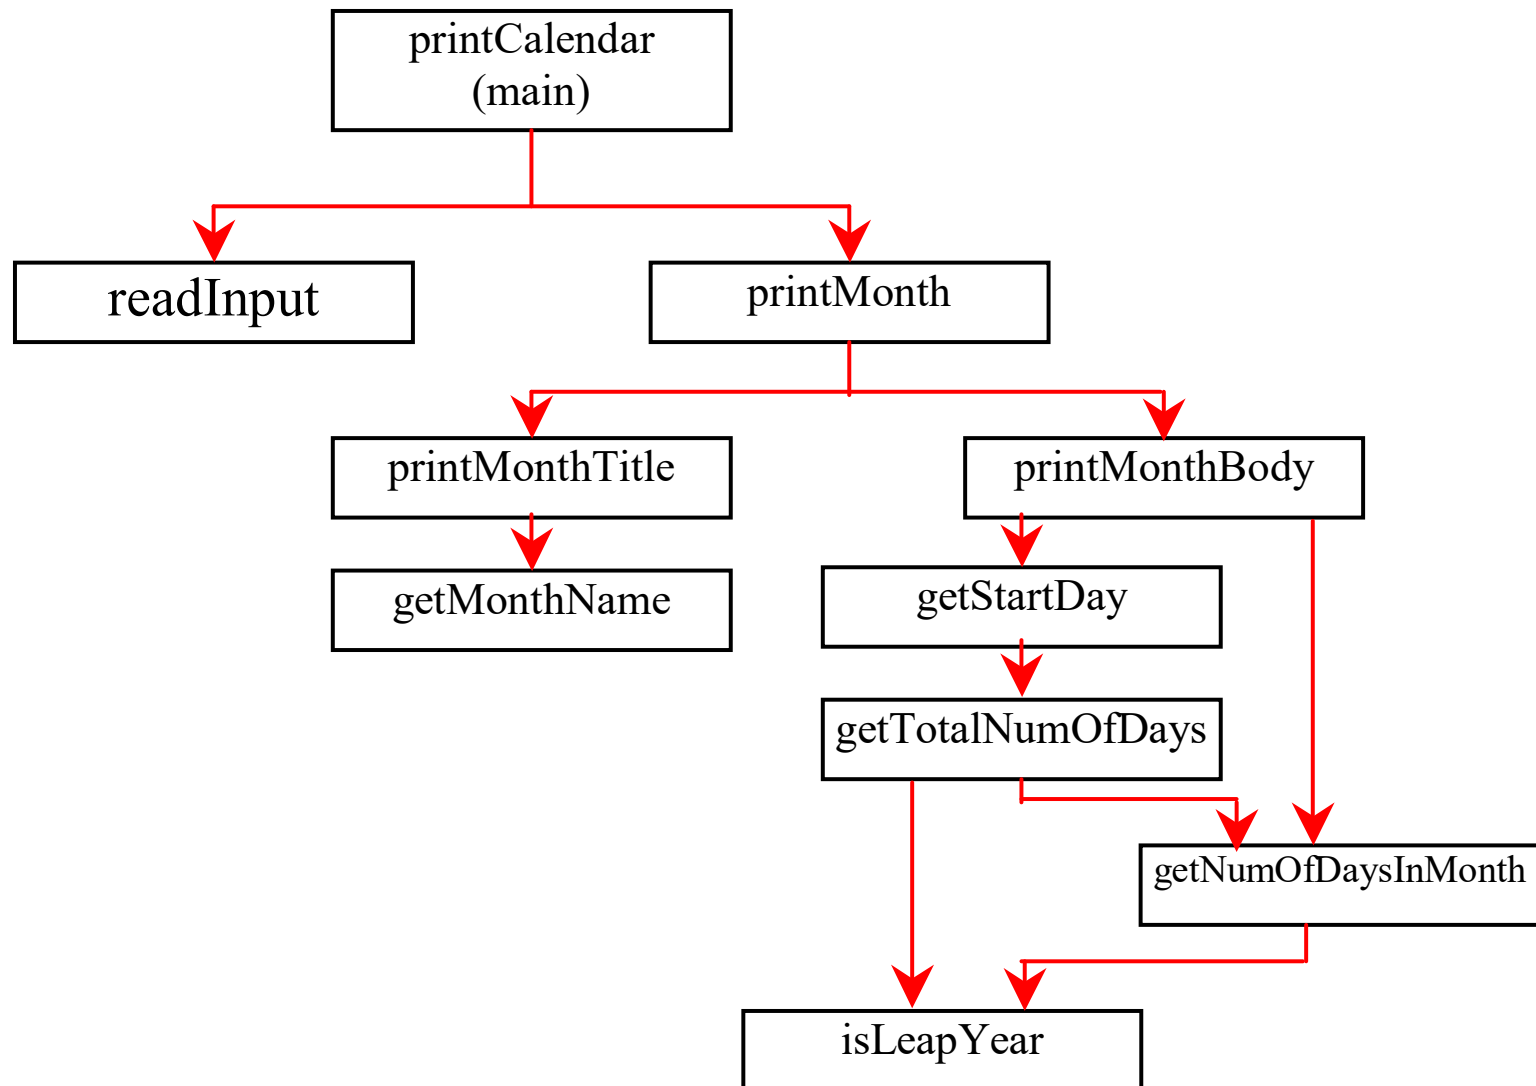 printCalendar
(main)
readInput
printMonth
printMonthTitle
printMonthBody
getMonthName
getStartDay
getTotalNumOfDays
getNumOfDaysInMonth
isLeapYear